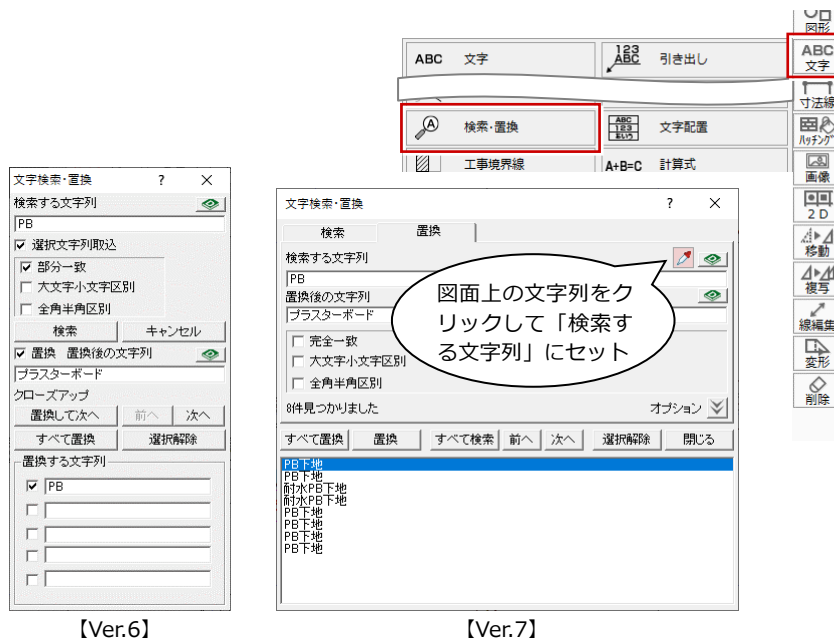 図形
ABC 文字
123 ABC 引き出し
ABC 文字
寸法線
A 検索・置換
ABC 123 文字配置
ハッチング
工事境界線
A+B=C 計算式
画像
2D
移動
複写
線編集
変形
削除
文字検索・置換 ? ×
検索する文字列
PB
選択文字列取込
部分一致
大文字小文字区別
全角半角区別
検索 キャンセル
置換 置換後の文字列
プラスターボード
クローズアップ
置換して次へ 前へ 次へ
すべて置換 選択解除
置換する文字列
PB
【Ver.6】
文字検索・置換 ? ×
検索 置換
検索する文字列
PB
置換後の文字列
プラスターボード
完全一致
大文字小文字区別
全角半角区別
8件見つかりました オプション
すべて置換 置換 すべて検索 前へ 次へ 選択解除 閉じる
PB下地
PB下地
耐水PB下地
耐水PB下地
PB下地
PB下地
PB下地
PB下地
図面上の文字列をク
リックして「検索す
る文字列」にセット
【Ver.7】